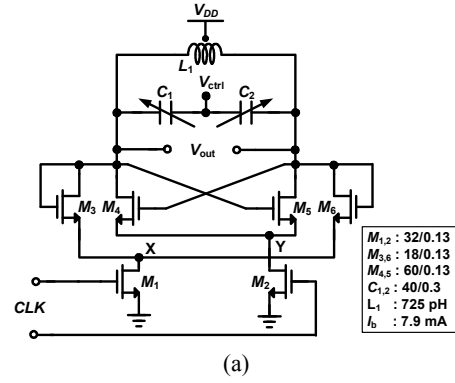 V_DD
L_1
V_ctrl
C_1 C_2
V_out
M_3 M_4 M_5 M_6
X Y
M_1 M_2
CLK
M_1,2 : 32/0.13
M_3,6 : 18/0.13
M_4,5 : 60/0.13
C_1,2 : 40/0.3
L_1 : 725 pH
I_b : 7.9 mA
(a)